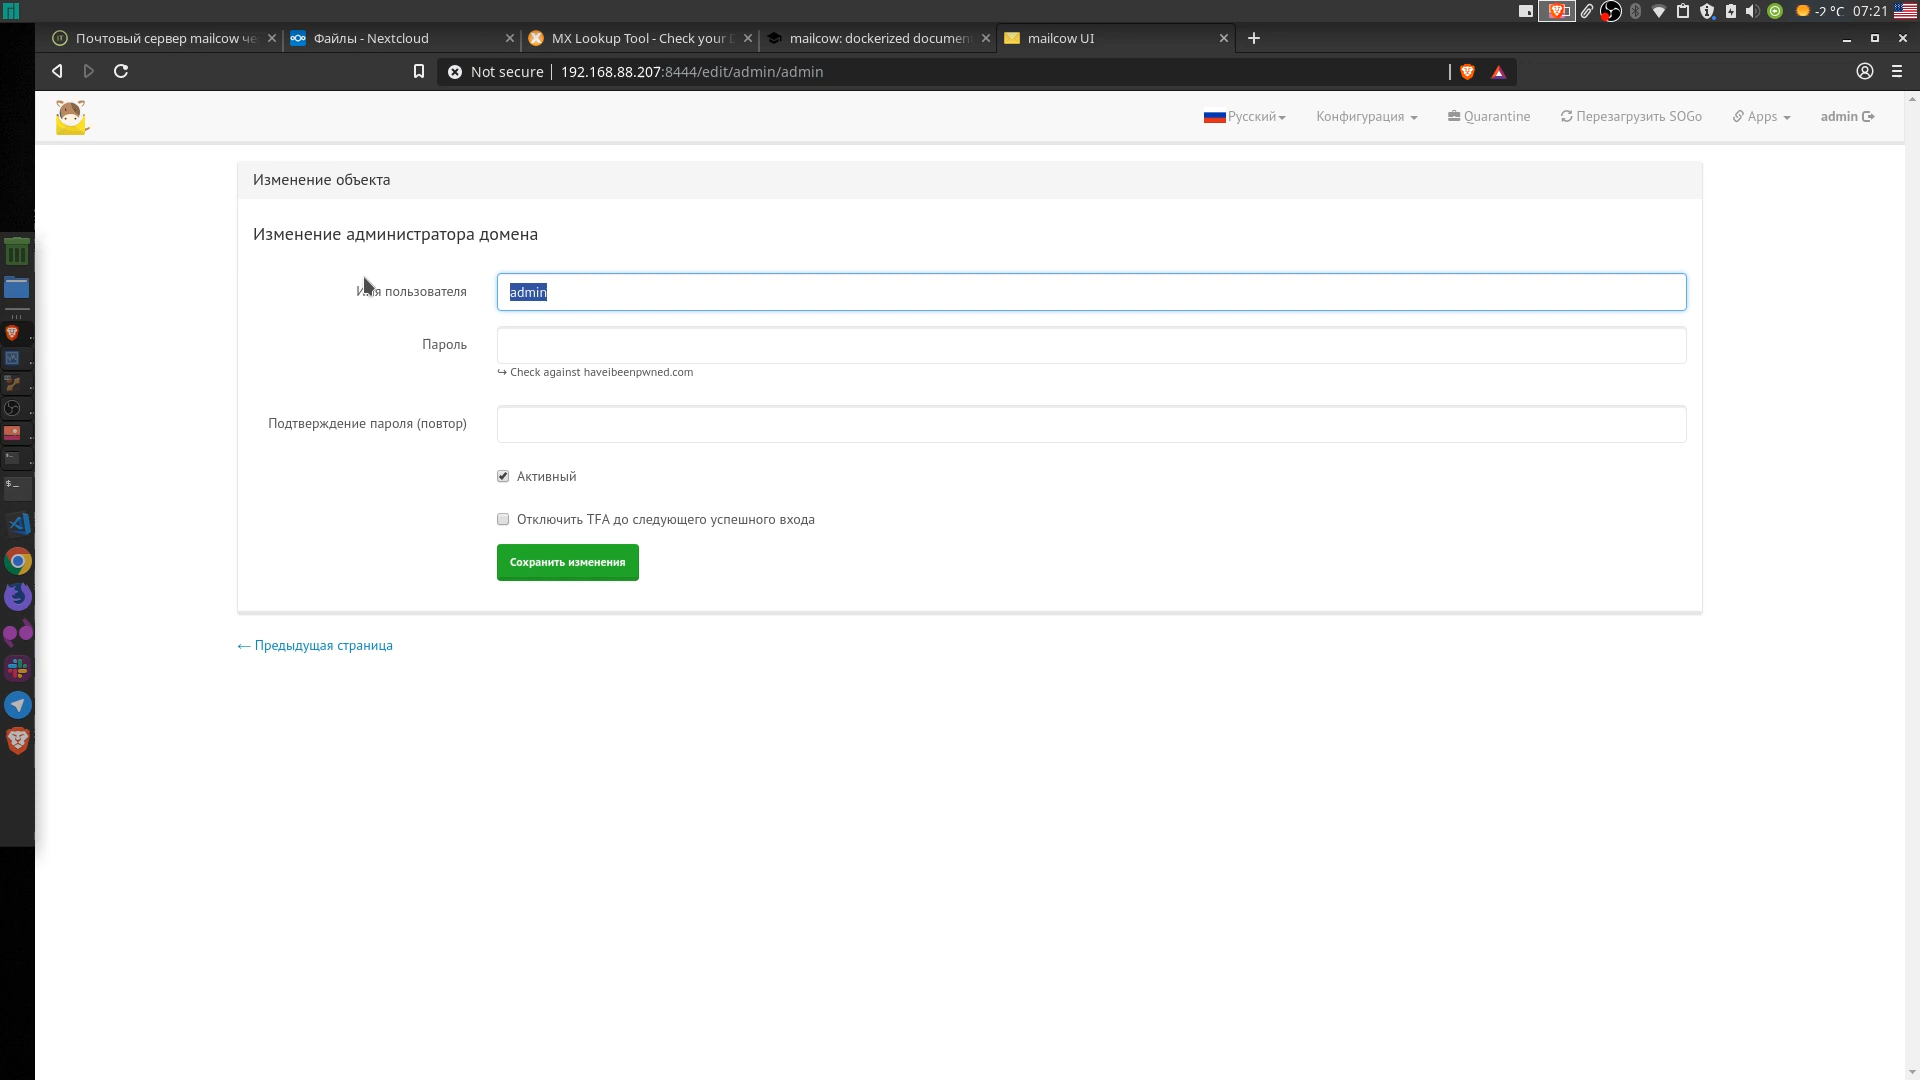 -2 °C 07:21
Почтовый сервер mailcow че
Файлы - Nextcloud
MX Lookup Tool - Check your D
mailcow: dockerized documen
mailcow UI
Not secure | 192.168.88.207:8444/edit/admin/admin
Русский Конфигурация Quarantine Перезагрузить SOGo Apps admin
Изменение объекта
Изменение администратора домена
Имя пользователя admin
Пароль
↪ Check against haveibeenpwned.com
Подтверждение пароля (повтор)
Активный
Отключить TFA до следующего успешного входа
Сохранить изменения
← Предыдущая страница